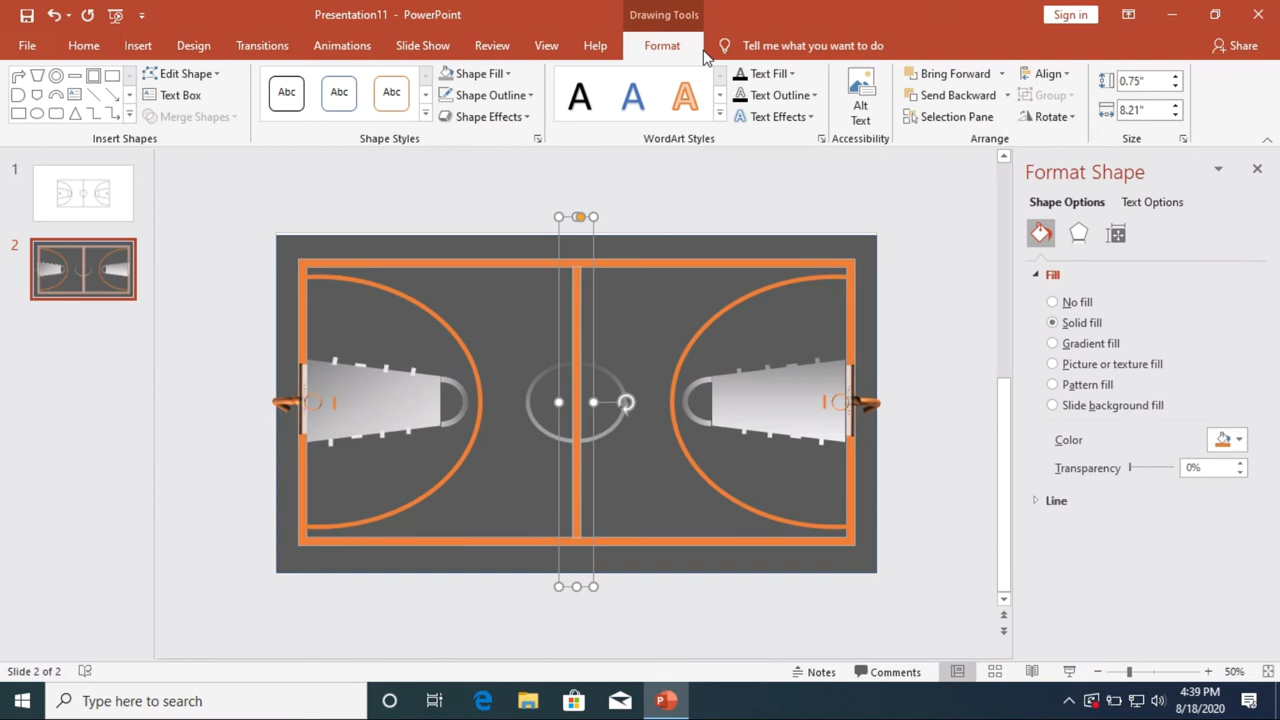 Presentation11 - PowerPoint
Drawing Tools
Sign in
File
Home
Insert
Design
Transitions
Animations
Slide Show
Review
View
Help
Format
Tell me what you want to do
Share
Edit Shape
Text Box
Merge Shapes
Insert Shapes
Abc
Abc
Abc
Shape Fill
Shape Outline
Shape Effects
Shape Styles
A
A
A
Text Fill
Text Outline
Text Effects
WordArt Styles
Alt
Text
Accessibility
Bring Forward
Send Backward
Selection Pane
Align
Group
Rotate
Arrange
0.75"
8.21"
Size
1
2
Format Shape
Shape Options
Text Options
Fill
No fill
Solid fill
Gradient fill
Picture or texture fill
Pattern fill
Slide background fill
Color
Transparency
0%
Line
Slide 2 of 2
Notes
Comments
50%
Type here to search
4:39 PM
8/18/2020